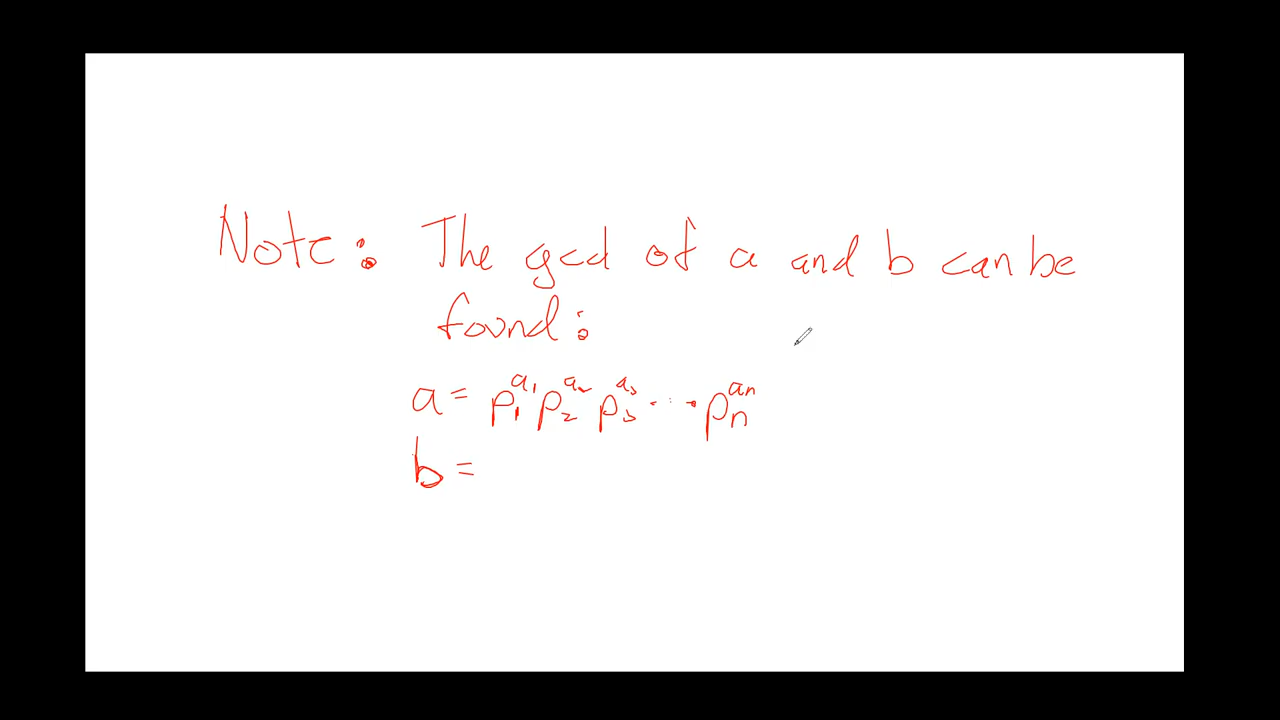 Note: The gcd of a and b can be
found:
a = p₁^a₁ p₂^a₂ p₃^a₃ ... pₙ^aₙ
b =